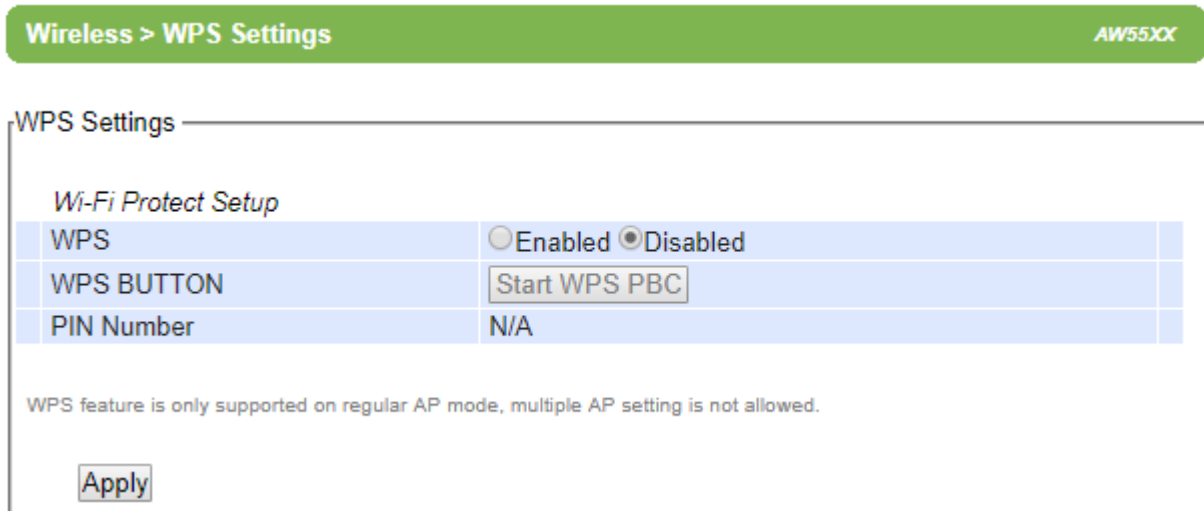 Wireless > WPS Settings AW55XX
WPS Settings
Wi-Fi Protect Setup
WPS Enabled Disabled
WPS BUTTON Start WPS PBC
PIN Number N/A
WPS feature is only supported on regular AP mode, multiple AP setting is not allowed.
Apply